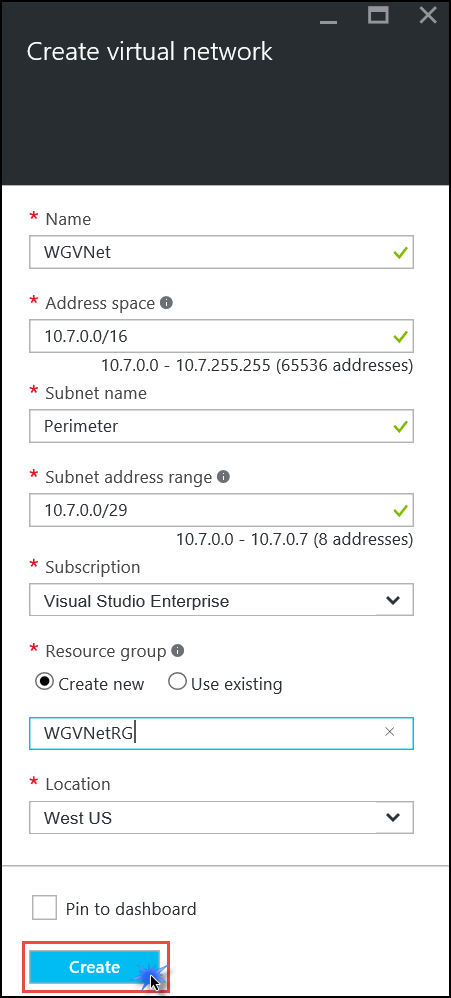 Create virtual network
* Name
WGVNet
* Address space
10.7.0.0/16
10.7.0.0 - 10.7.255.255 (65536 addresses)
* Subnet name
Perimeter
* Subnet address range
10.7.0.0/29
10.7.0.0 - 10.7.0.7 (8 addresses)
* Subscription
Visual Studio Enterprise
* Resource group
Create new Use existing
WGVNetRG
* Location
West US
Pin to dashboard
Create